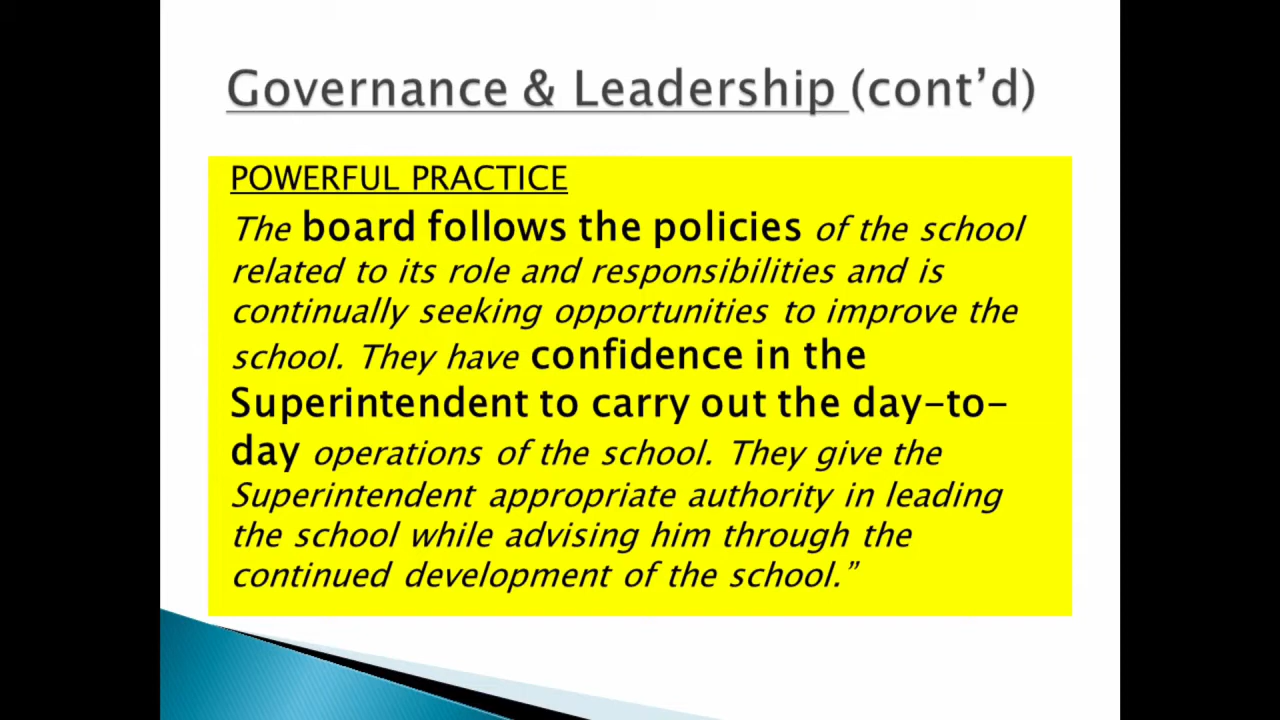 Governance & Leadership (cont’d)
POWERFUL PRACTICE
The board follows the policies of the school
related to its role and responsibilities and is
continually seeking opportunities to improve the
school. They have confidence in the
Superintendent to carry out the day-to-
day operations of the school. They give the
Superintendent appropriate authority in leading
the school while advising him through the
continued development of the school.”